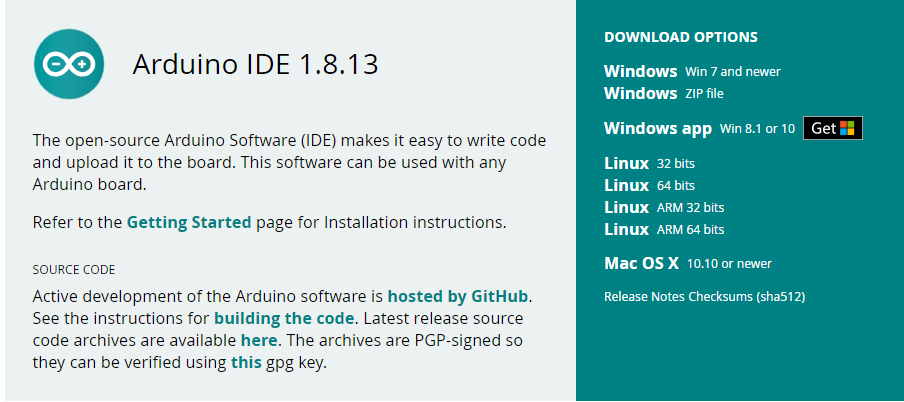 Arduino IDE 1.8.13
The open-source Arduino Software (IDE) makes it easy to write code
and upload it to the board. This software can be used with any
Arduino board.
Refer to the Getting Started page for Installation instructions.
SOURCE CODE
Active development of the Arduino software is hosted by GitHub.
See the instructions for building the code. Latest release source
code archives are available here. The archives are PGP-signed so
they can be verified using this gpg key.
DOWNLOAD OPTIONS
Windows Win 7 and newer
Windows ZIP file
Windows app Win 8.1 or 10 Get
Linux 32 bits
Linux 64 bits
Linux ARM 32 bits
Linux ARM 64 bits
Mac OS X 10.10 or newer
Release Notes Checksums (sha512)